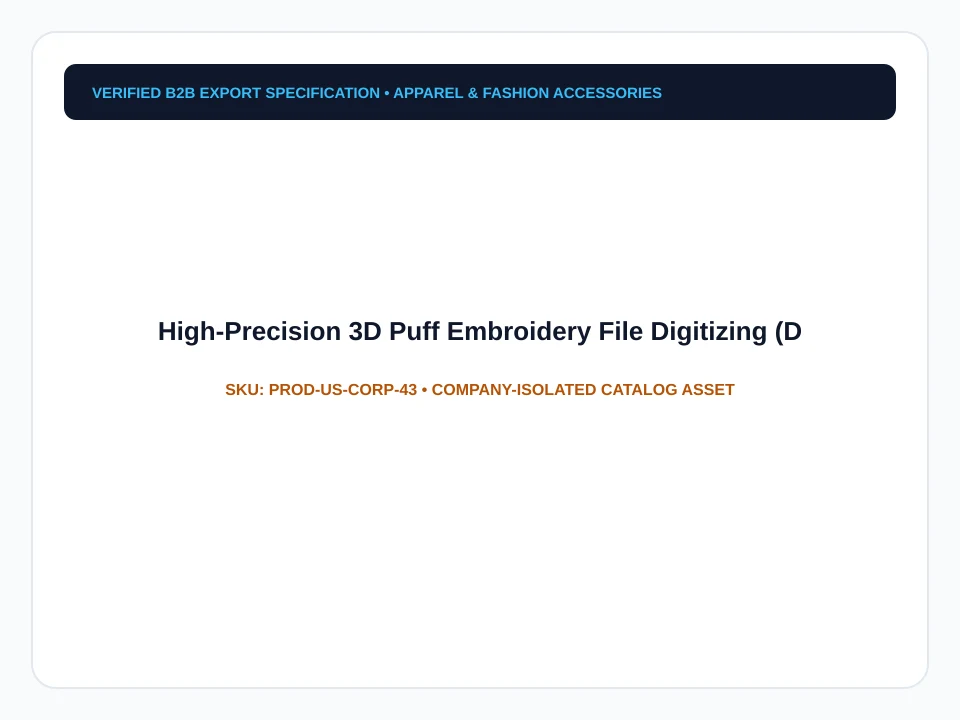 VERIFIED B2B EXPORT SPECIFICATION • APPAREL & FASHION ACCESSORIES
High-Precision 3D Puff Embroidery File Digitizing (D
SKU: PROD-US-CORP-43 • COMPANY-ISOLATED CATALOG ASSET